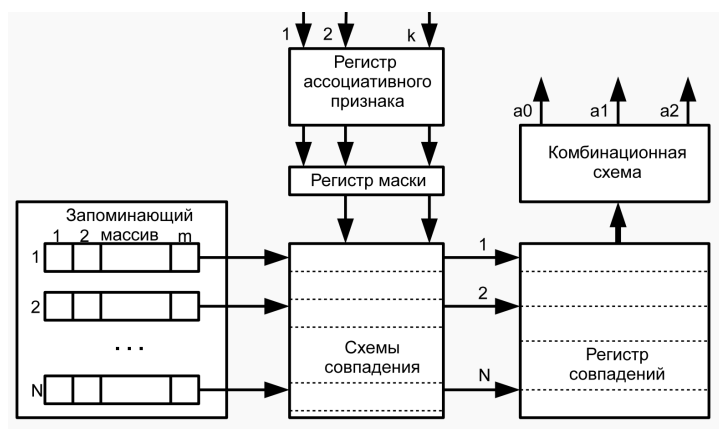 1 2 k
Регистр
ассоциативного
признака
a0 a1 a2
Комбинационная
схема
Регистр маски
Запоминающий
массив
1 2 m
1
2
. . .
N
1
2
N
Схемы
совпадения
Регистр
совпадений